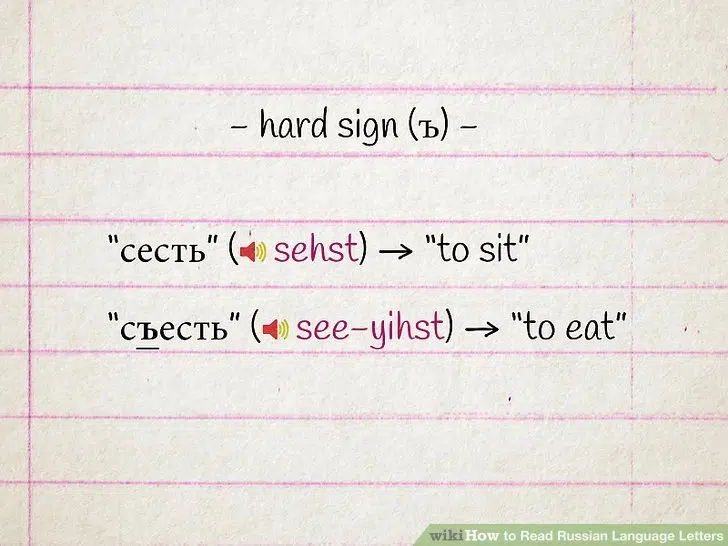 - hard sign (ъ) -
"сесть" (sehst) → "to sit"
"съесть" (see-yihst) → "to eat"
wikiHow to Read Russian Language Letters